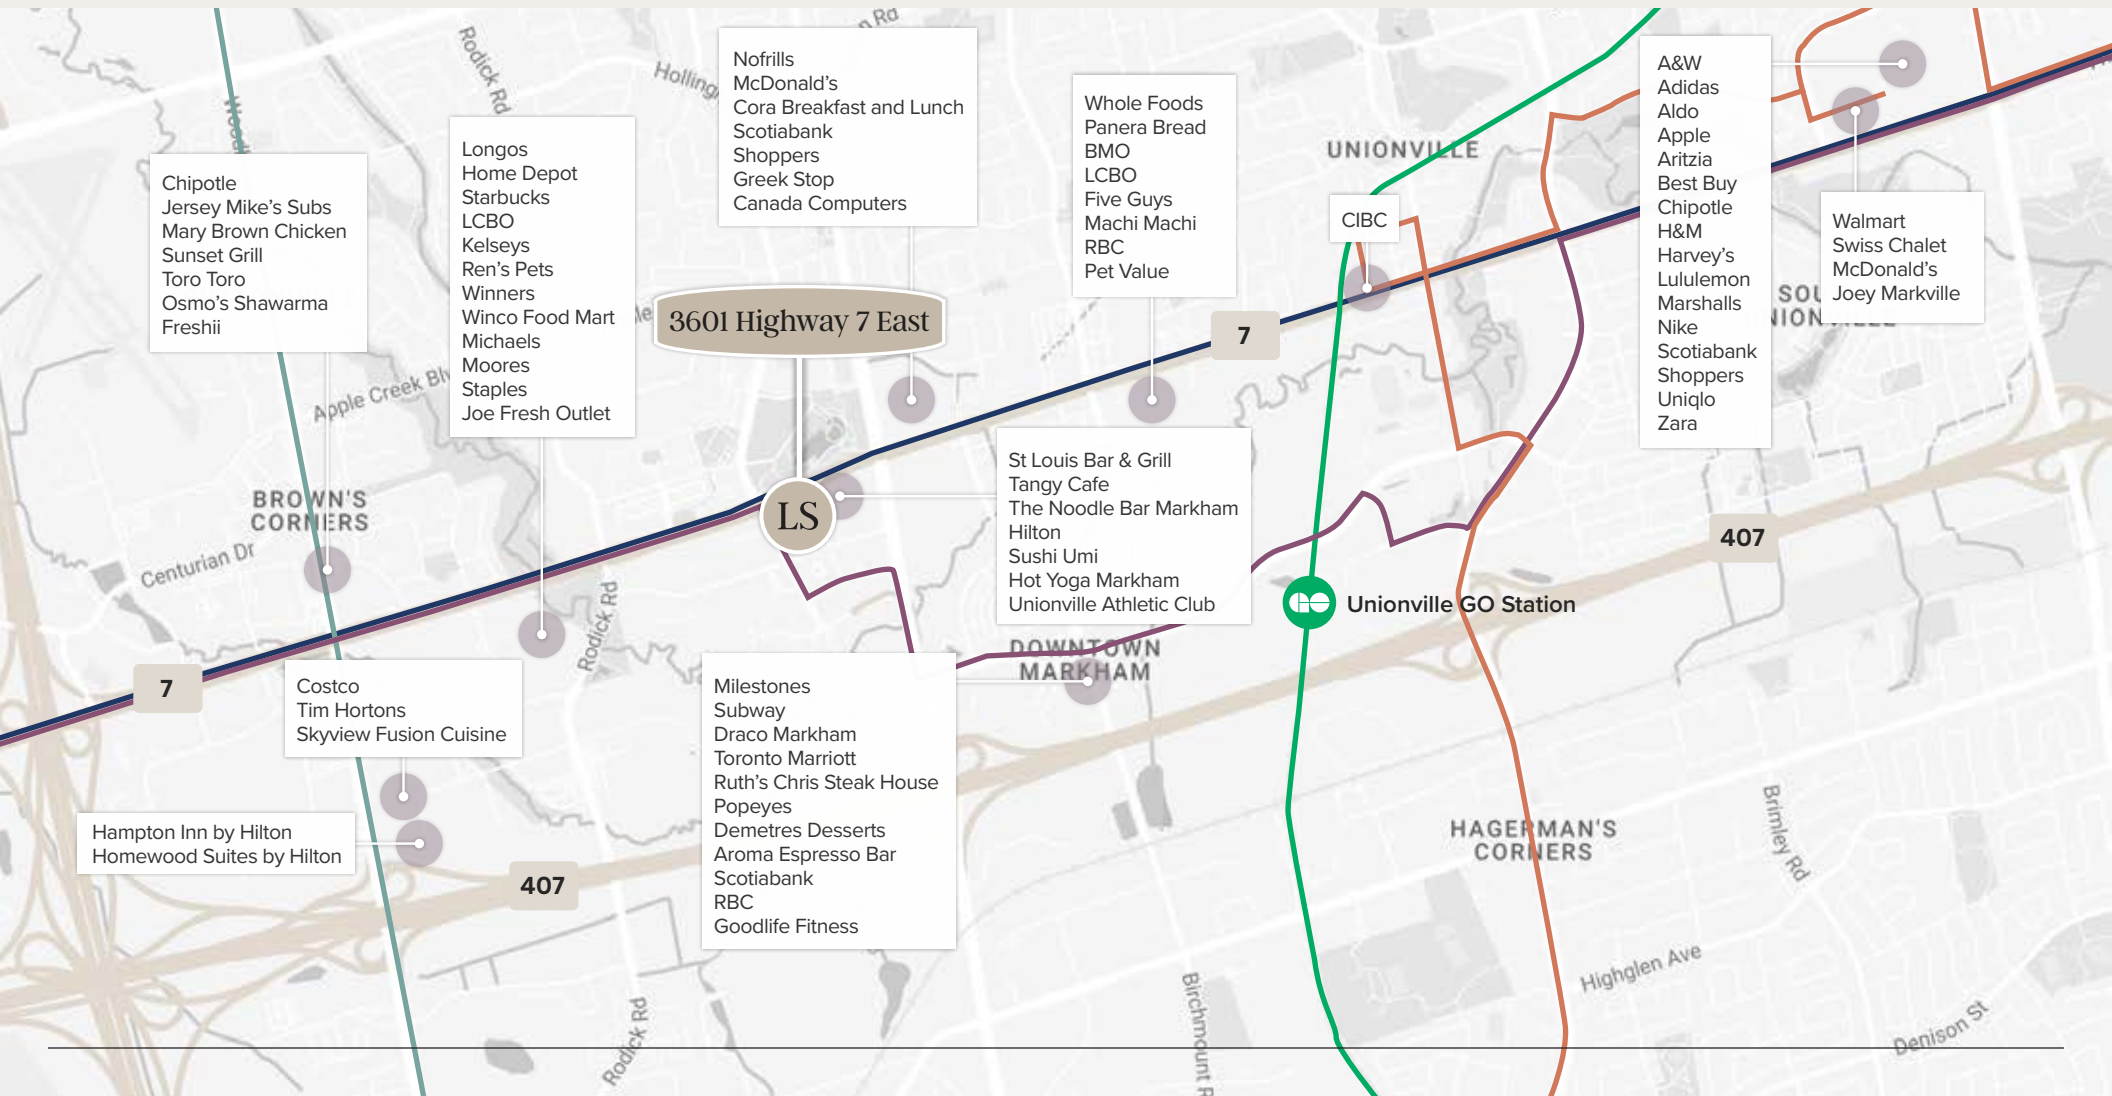 Rodick Rd
Nofrills
McDonald's
Cora Breakfast and Lunch
Scotiabank
Shoppers
Greek Stop
Canada Computers
Whole Foods
Panera Bread
BMO
LCBO
Five Guys
Machi Machi
RBC
Pet Value
UNIONVILLE
A&W
Adidas
Aldo
Apple
Aritzia
Best Buy
Chipotle
H&M
Harvey's
Lululemon
Marshalls
Nike
Scotiabank
Shoppers
Uniqlo
Zara
Chipotle
Jersey Mike's Subs
Mary Brown Chicken
Sunset Grill
Toro Toro
Osmo's Shawarma
Freshii
Longos
Home Depot
Starbucks
LCBO
Kelseys
Ren's Pets
Winners
Winco Food Mart
Michaels
Moores
Staples
Joe Fresh Outlet
CIBC
Walmart
Swiss Chalet
McDonald's
Joey Markville
3601 Highway 7 East
7
Apple Creek
St Louis Bar & Grill
Tangy Cafe
The Noodle Bar Markham
Hilton
Sushi Umi
Hot Yoga Markham
Unionville Athletic Club
BROWN'S
CORNERS
LS
407
Centurian Dr
Rodick Rd
Unionville GO Station
DOWNTOWN
MARKHAM
7
Costco
Tim Hortons
Skyview Fusion Cuisine
Milestones
Subway
Draco Markham
Toronto Marriott
Ruth's Chris Steak House
Popeyes
Demetres Desserts
Aroma Espresso Bar
Scotiabank
RBC
Goodlife Fitness
Hampton Inn by Hilton
Homewood Suites by Hilton
407
HAGERMAN'S
CORNERS
Brimley Rd
Highglen Ave
Birchmount
Rodick Rd
Denison St